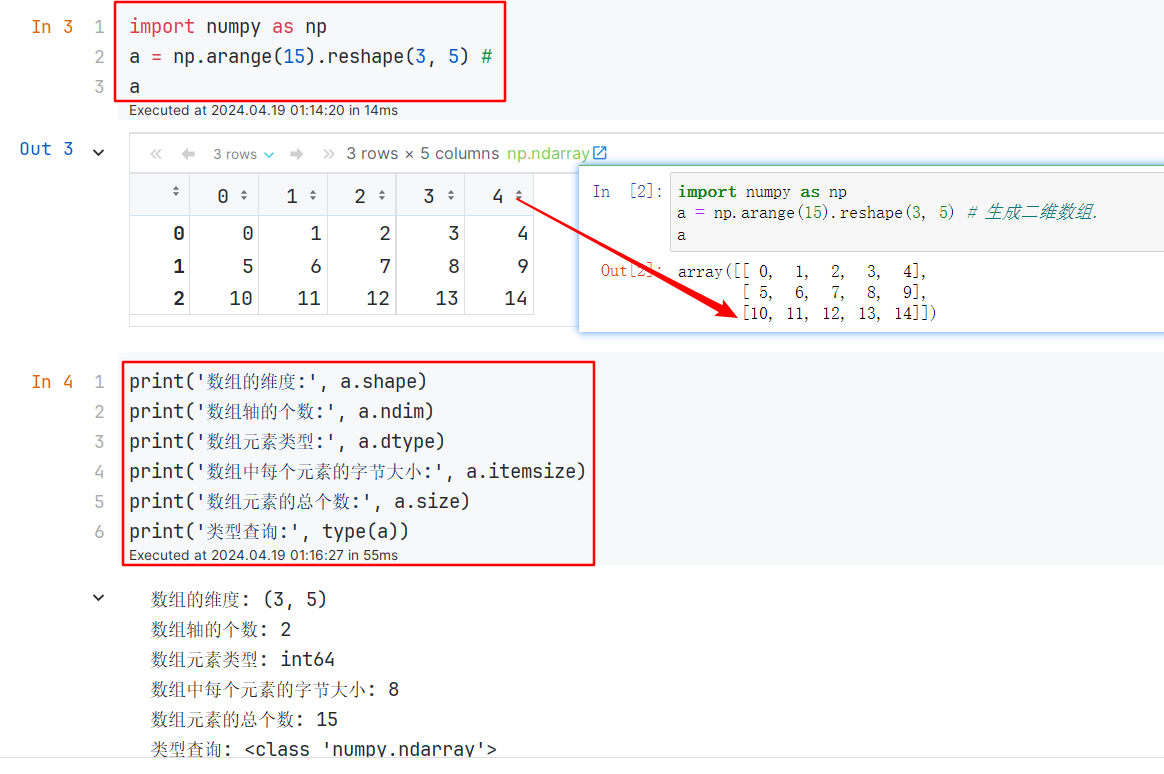 In 3
1 import numpy as np
2 a = np.arange(15).reshape(3, 5) #
3 a
Executed at 2024.04.19 01:14:20 in 14ms
Out 3
3 rows 3 rows × 5 columns np.ndarray
0 1 2 3 4
0 0 1 2 3 4
1 5 6 7 8 9
2 10 11 12 13 14
In [2]: import numpy as np
a = np.arange(15).reshape(3, 5) # 生成二维数组.
a
Out[2]: array([[ 0, 1, 2, 3, 4],
[ 5, 6, 7, 8, 9],
[10, 11, 12, 13, 14]])
In 4
1 print('数组的维度:', a.shape)
2 print('数组轴的个数:', a.ndim)
3 print('数组元素类型:', a.dtype)
4 print('数组中每个元素的字节大小:', a.itemsize)
5 print('数组元素的总个数:', a.size)
6 print('类型查询:', type(a))
Executed at 2024.04.19 01:16:27 in 55ms
数组的维度: (3, 5)
数组轴的个数: 2
数组元素类型: int64
数组中每个元素的字节大小: 8
数组元素的总个数: 15
类型查询: <class 'numpy.ndarray'>